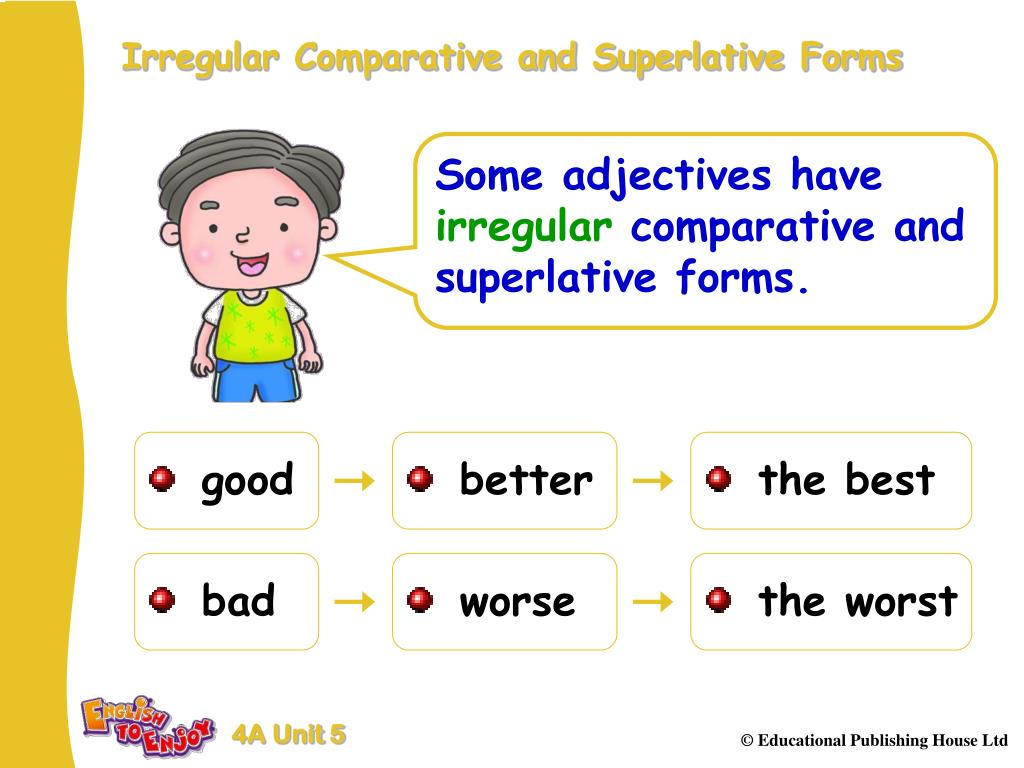 Irregular Comparative and Superlative Forms
Some adjectives have
irregular comparative and
superlative forms.
good → better → the best
bad → worse → the worst
ENGLISH
TO ENJOY
4A Unit 5
© Educational Publishing House Ltd